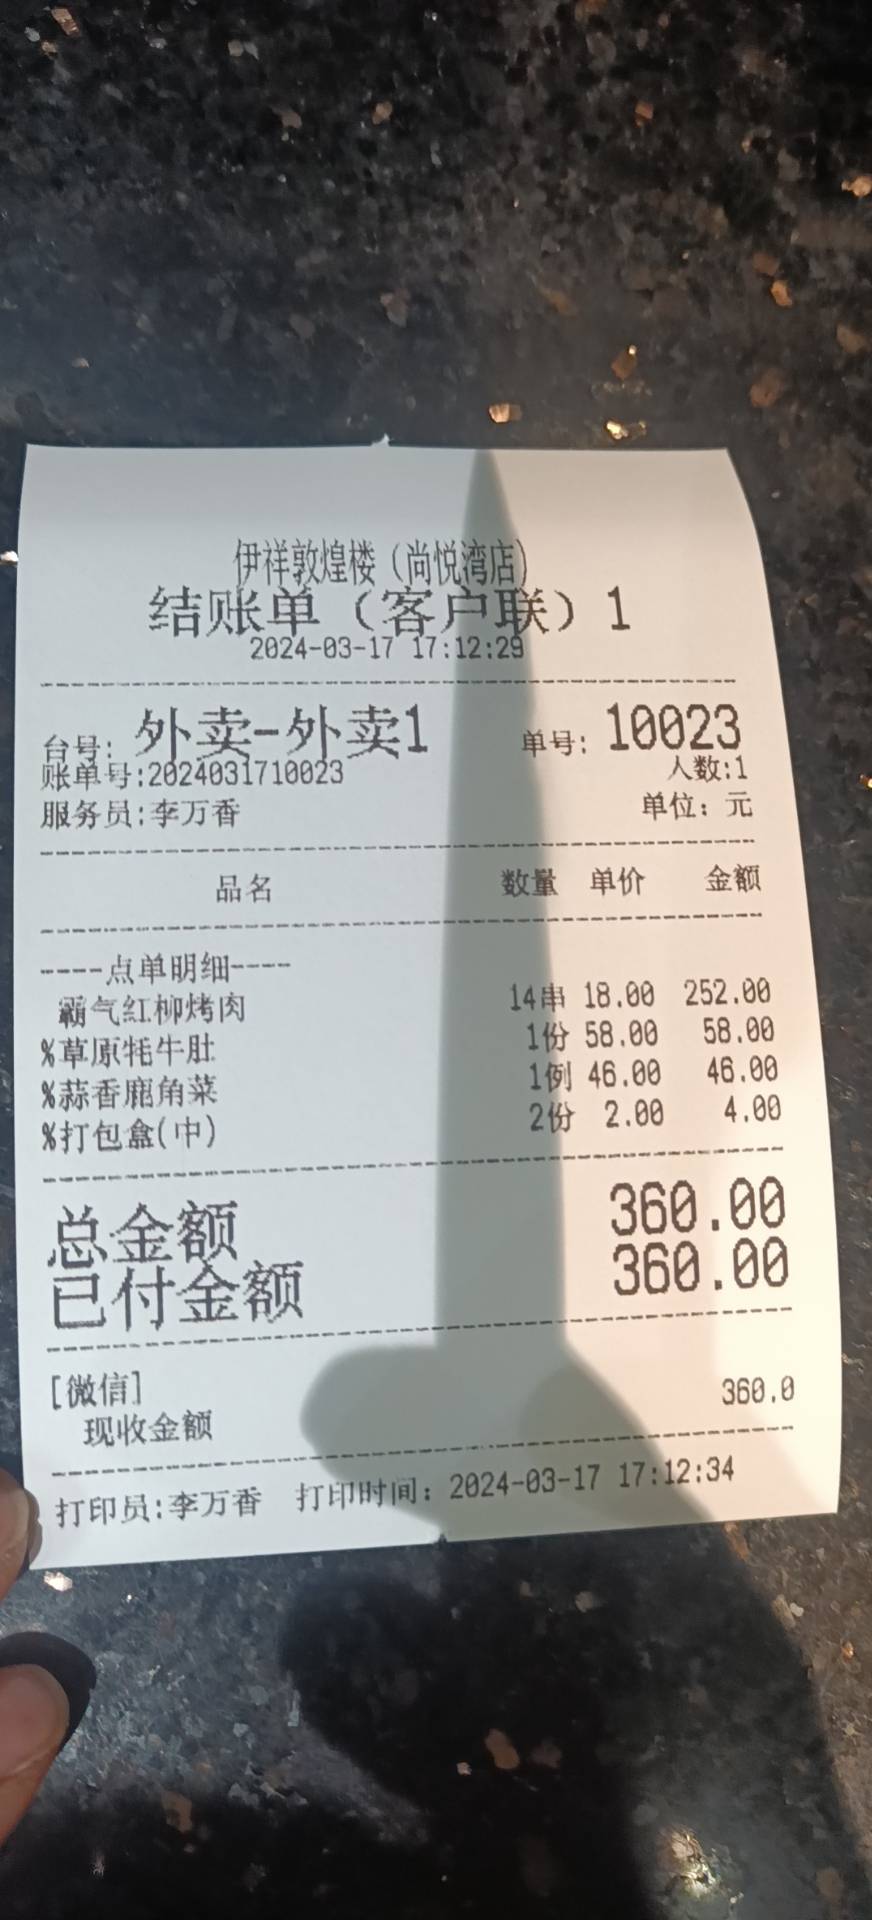 伊祥敦煌楼（尚悦湾店）
结账单（客户联）1
2024-03-17 17:12:29
台号: 外卖-外卖1 单号: 10023
账单号:2024031710023 人数:1
服务员:李万香 单位: 元
品名 数量 单价 金额
----点单明细----
霸气红柳烤肉 14串 18.00 252.00
%草原牦牛肚 1份 58.00 58.00
%蒜香鹿角菜 1例 46.00 46.00
%打包盒(中) 2份 2.00 4.00
总金额 360.00
已付金额 360.00
[微信] 360.0
现收金额
打印员:李万香 打印时间: 2024-03-17 17:12:34